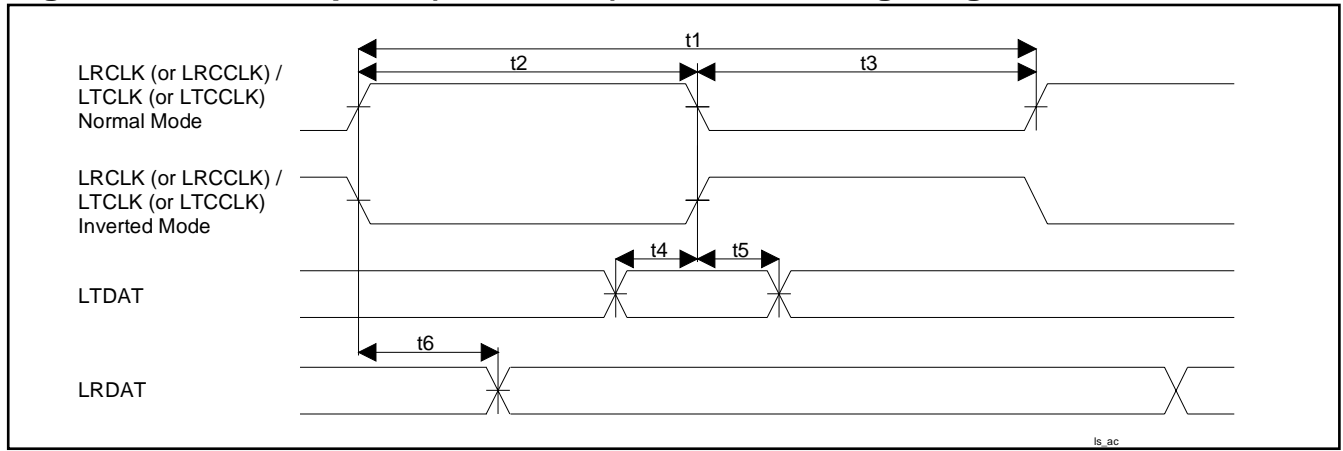 t1
t2
t3
LRCLK (or LRCCLK) /
LTCLK (or LTCCLK)
Normal Mode
LRCLK (or LRCCLK) /
LTCLK (or LTCCLK)
Inverted Mode
t4
t5
LTDAT
t6
LRDAT
ls_ac